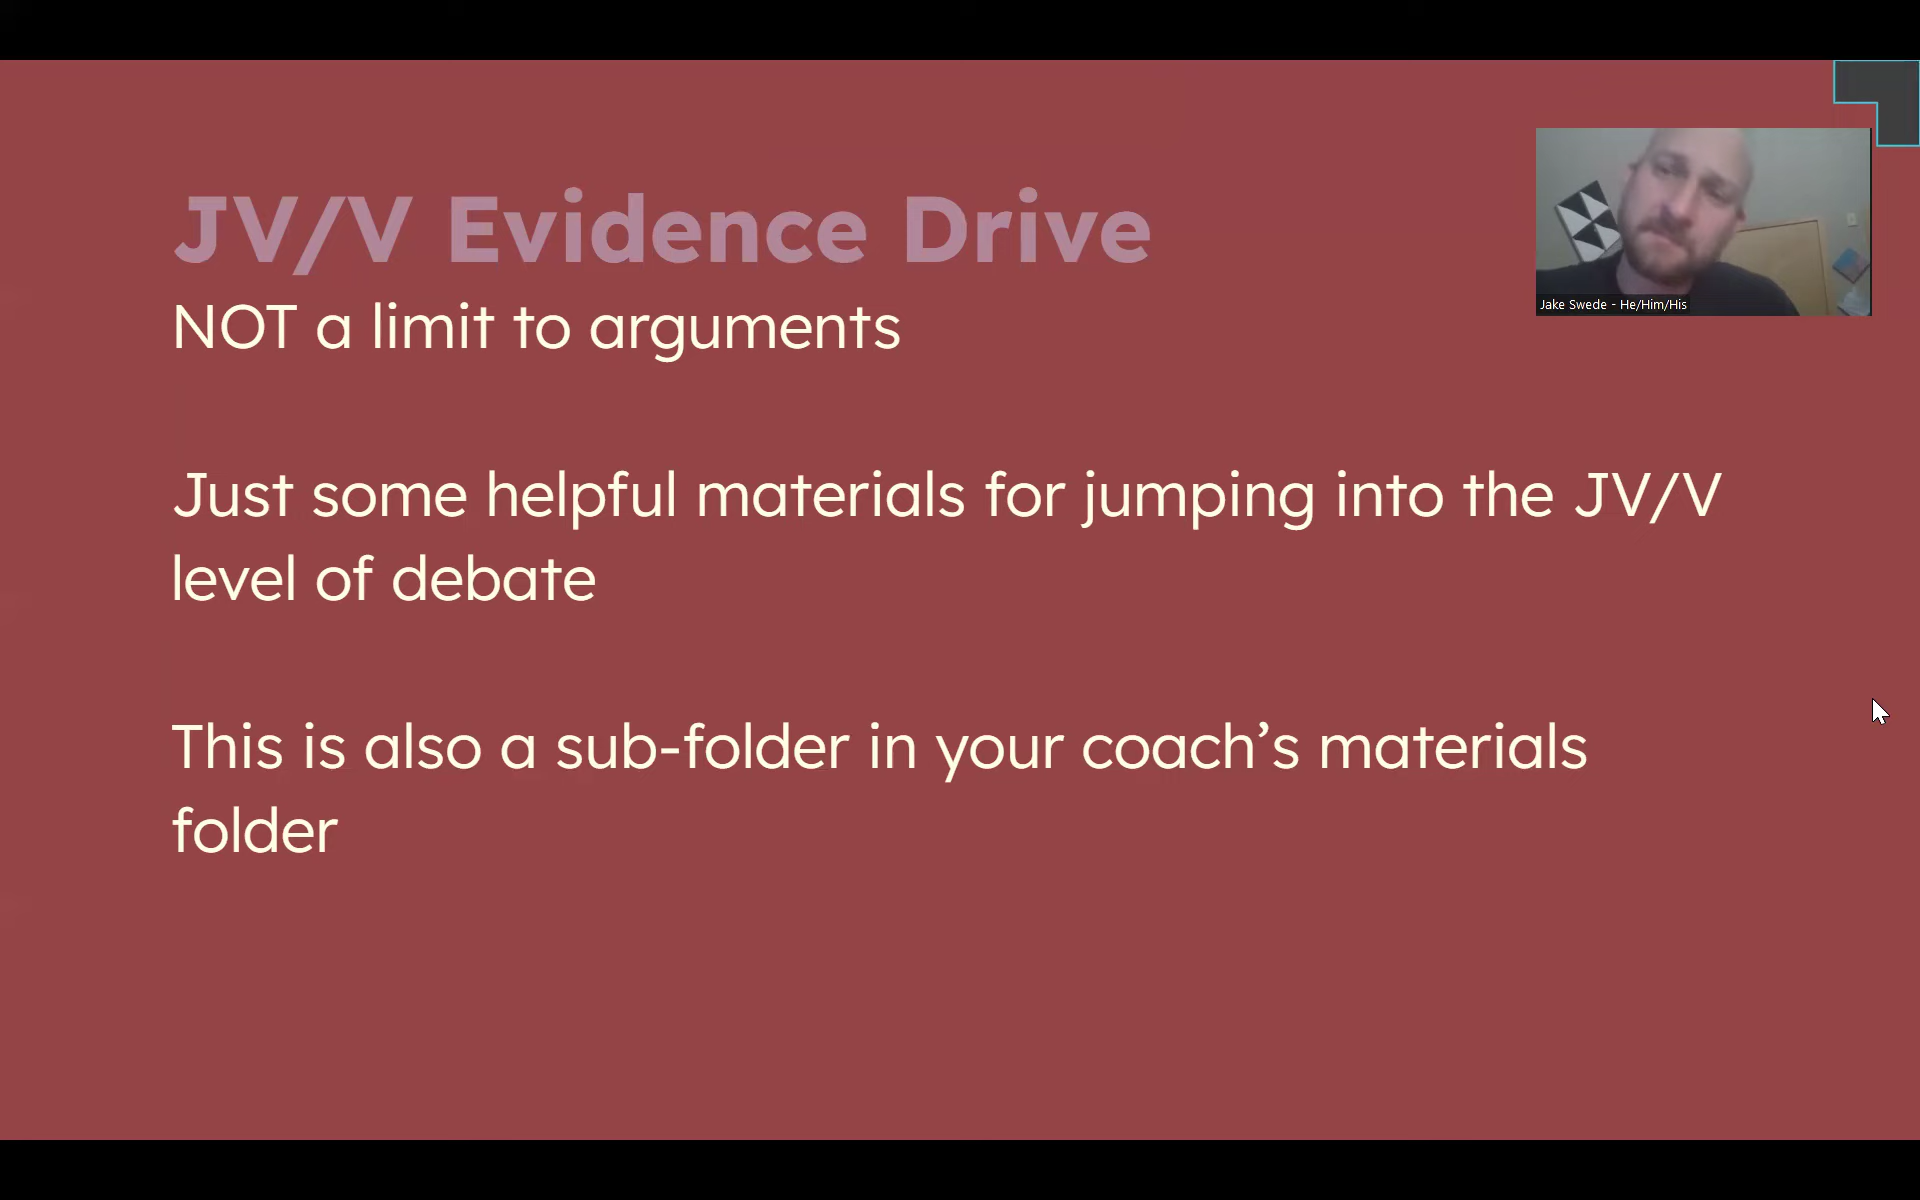 JV/V Evidence Drive
NOT a limit to arguments
Just some helpful materials for jumping into the JV/V
level of debate
This is also a sub-folder in your coach’s materials
folder
Jake Swede - He/Him/His